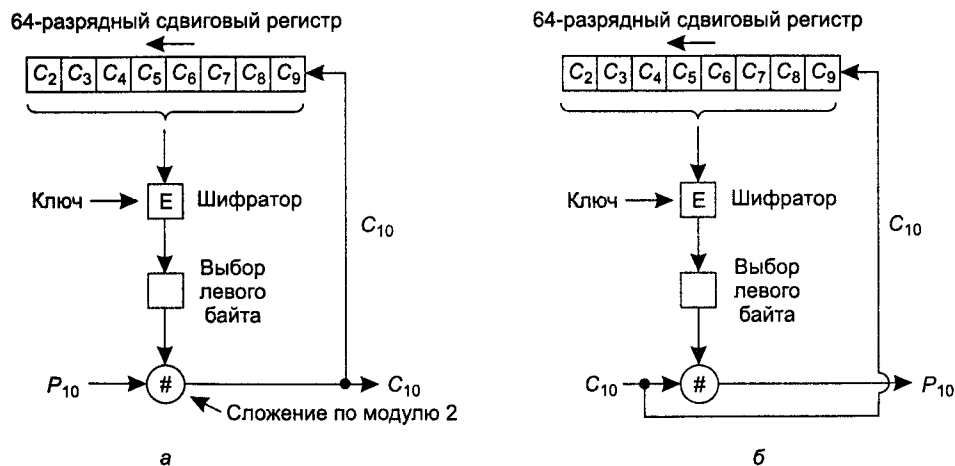 64-разрядный сдвиговый регистр
C2 C3 C4 C5 C6 C7 C8 C9
Ключ
E
Шифратор
C10
Выбор
левого
байта
P10
#
C10
Сложение по модулю 2
а
64-разрядный сдвиговый регистр
C2 C3 C4 C5 C6 C7 C8 C9
Ключ
E
Шифратор
C10
Выбор
левого
байта
C10
#
P10
б